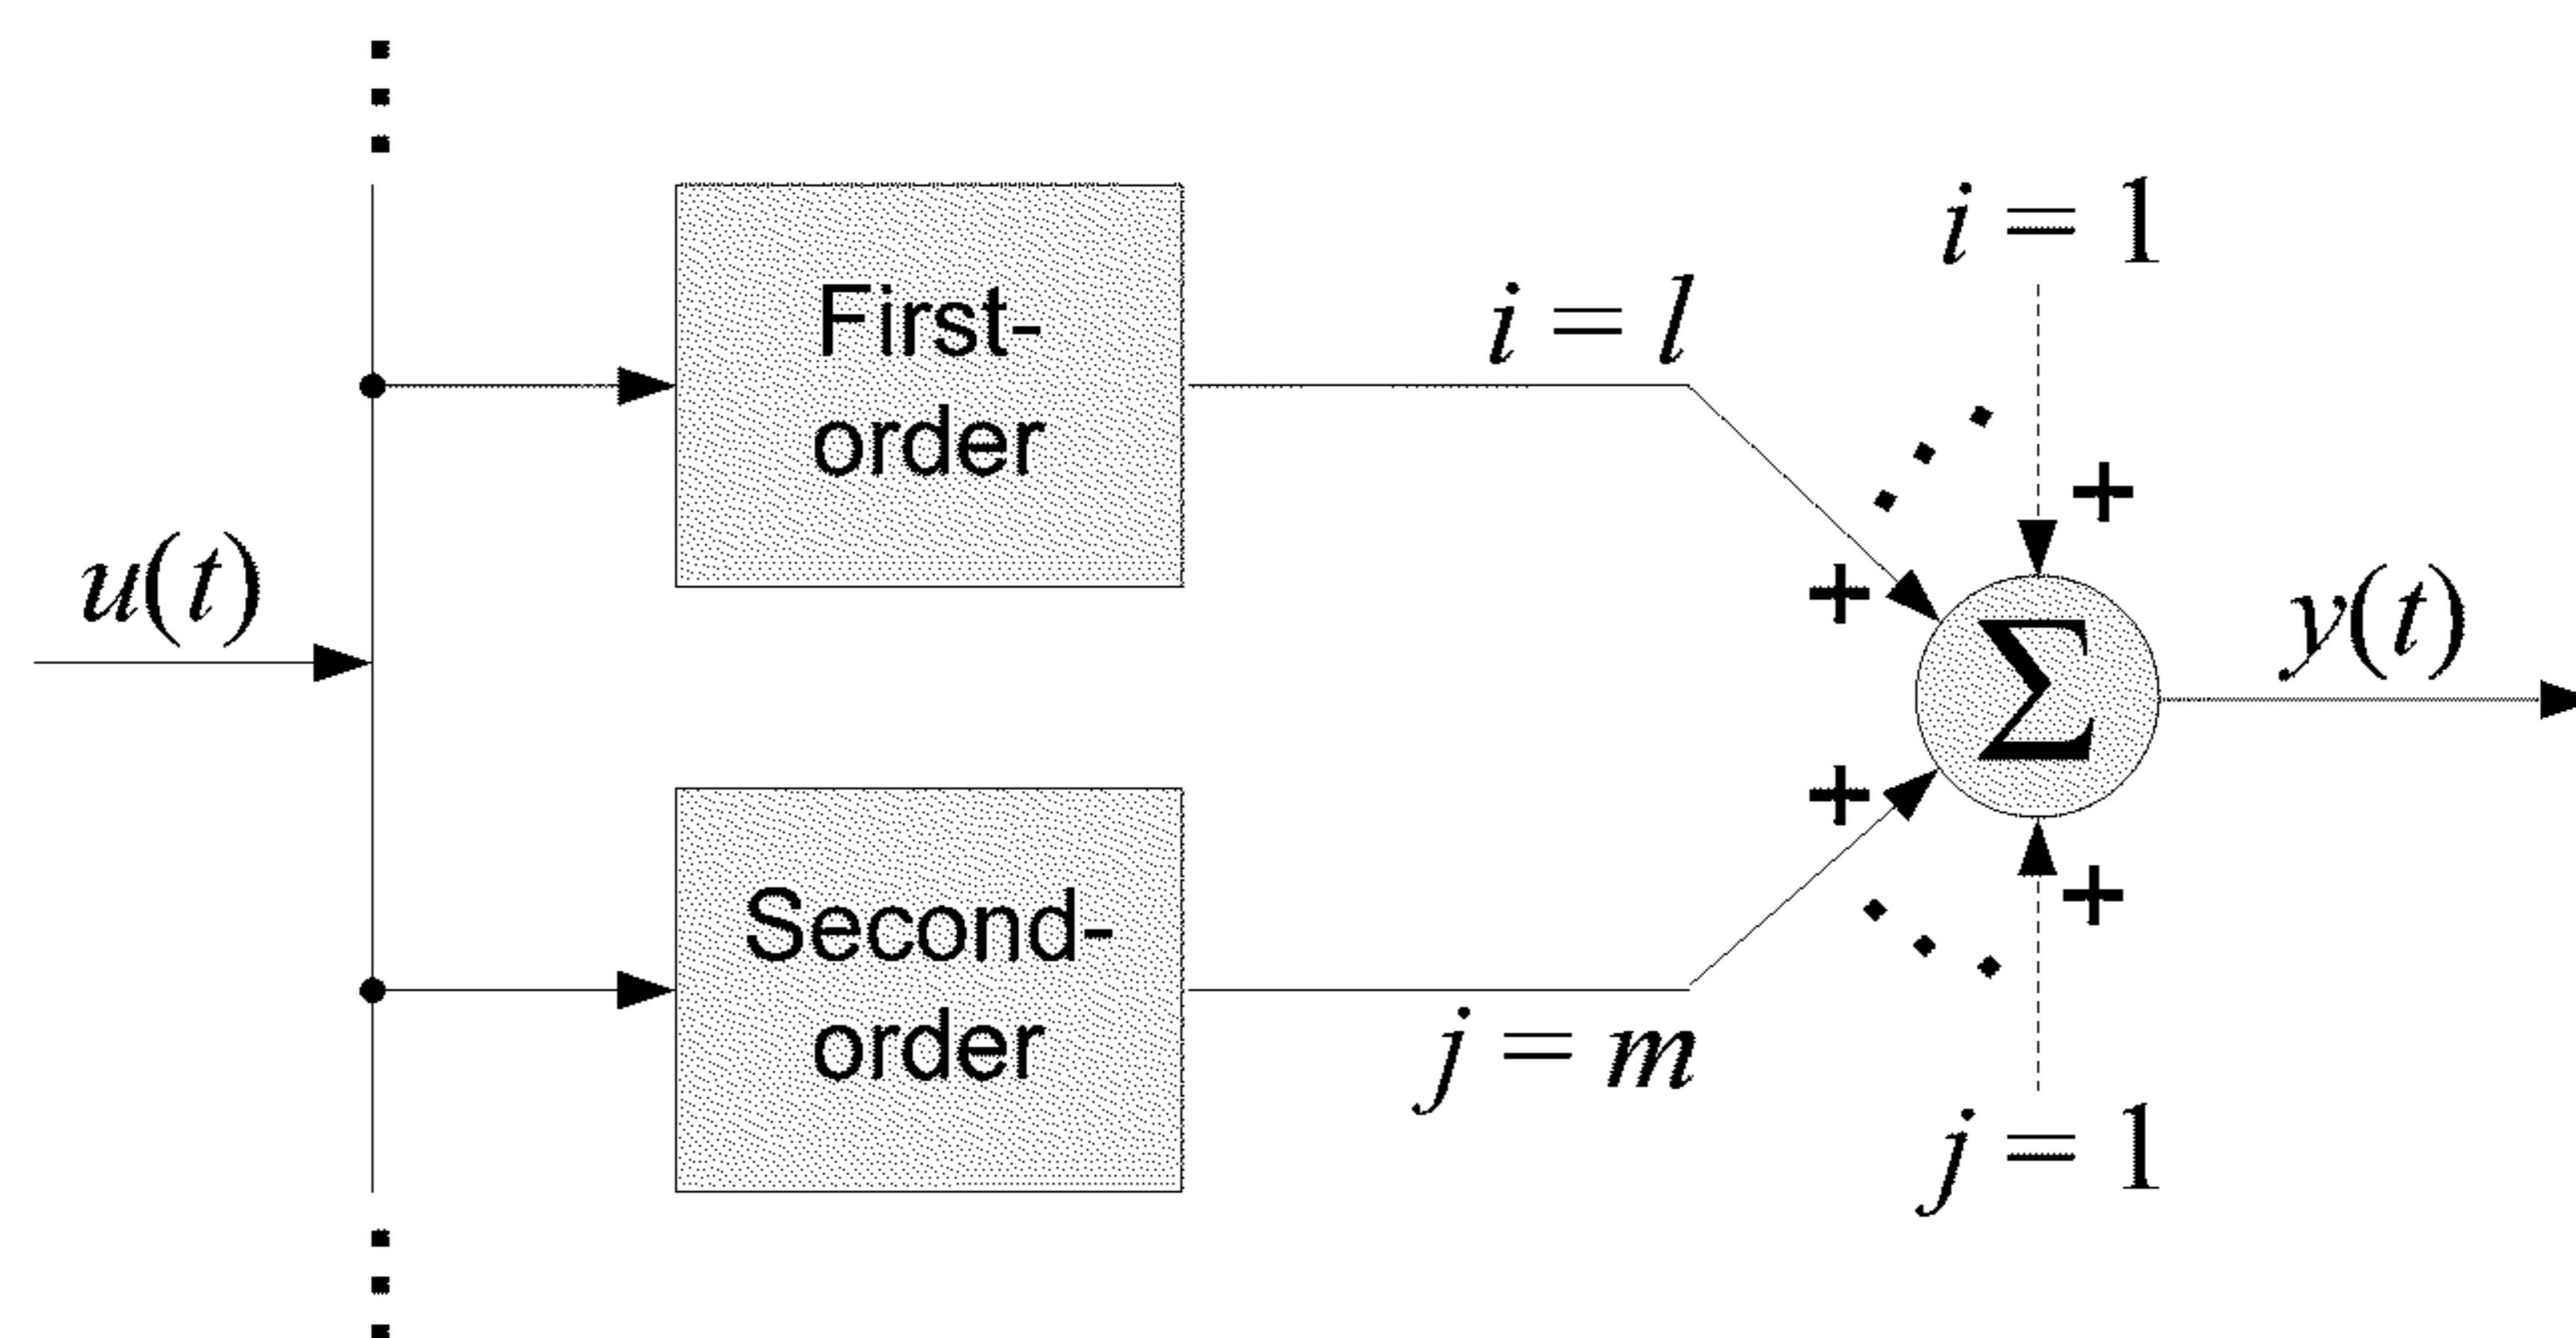 i = 1
i = l
First-
order
+
+
u(t)
Σ
y(t)
+
+
Second-
order
j = m
j = 1